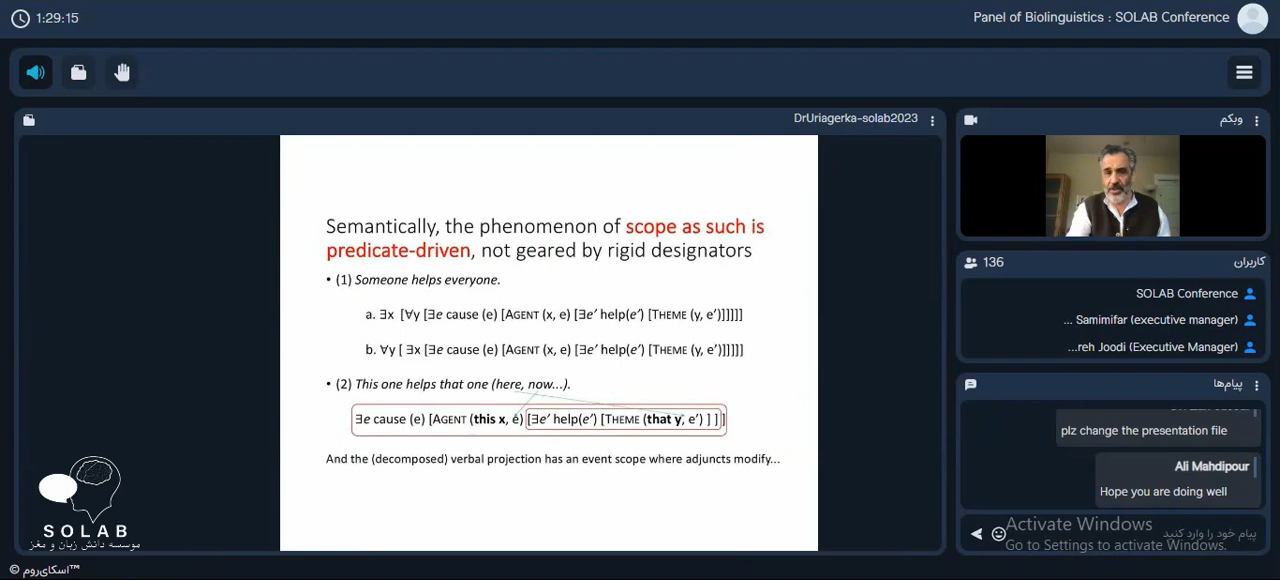 1:29:15
Panel of Biolinguistics : SOLAB Conference
DrUriagerka-solab2023
وبکم
Semantically, the phenomenon of scope as such is
predicate-driven, not geared by rigid designators
• (1) Someone helps everyone.
a. ∃x [∀y [∃e cause (e) [AGENT (x, e) [∃e' help(e') [THEME (y, e')]]]]]
b. ∀y [ ∃x [∃e cause (e) [AGENT (x, e) [∃e' help(e') [THEME (y, e')]]]]]
• (2) This one helps that one (here, now...).
∃e cause (e) [AGENT (this x, e) [∃e' help(e') [THEME (that y, e') ] ] ]
And the (decomposed) verbal projection has an event scope where adjuncts modify...
SOLAB
موسسه دانش زبان و مغز
136
کاربران
SOLAB Conference
... Samimifar (executive manager)
...reh Joodi (Executive Manager)
پیام‌ها
plz change the presentation file
Ali Mahdipour
Hope you are doing well
پیام خود را وارد کنید
Activate Windows
Go to Settings to activate Windows.
© اسکای‌روم™